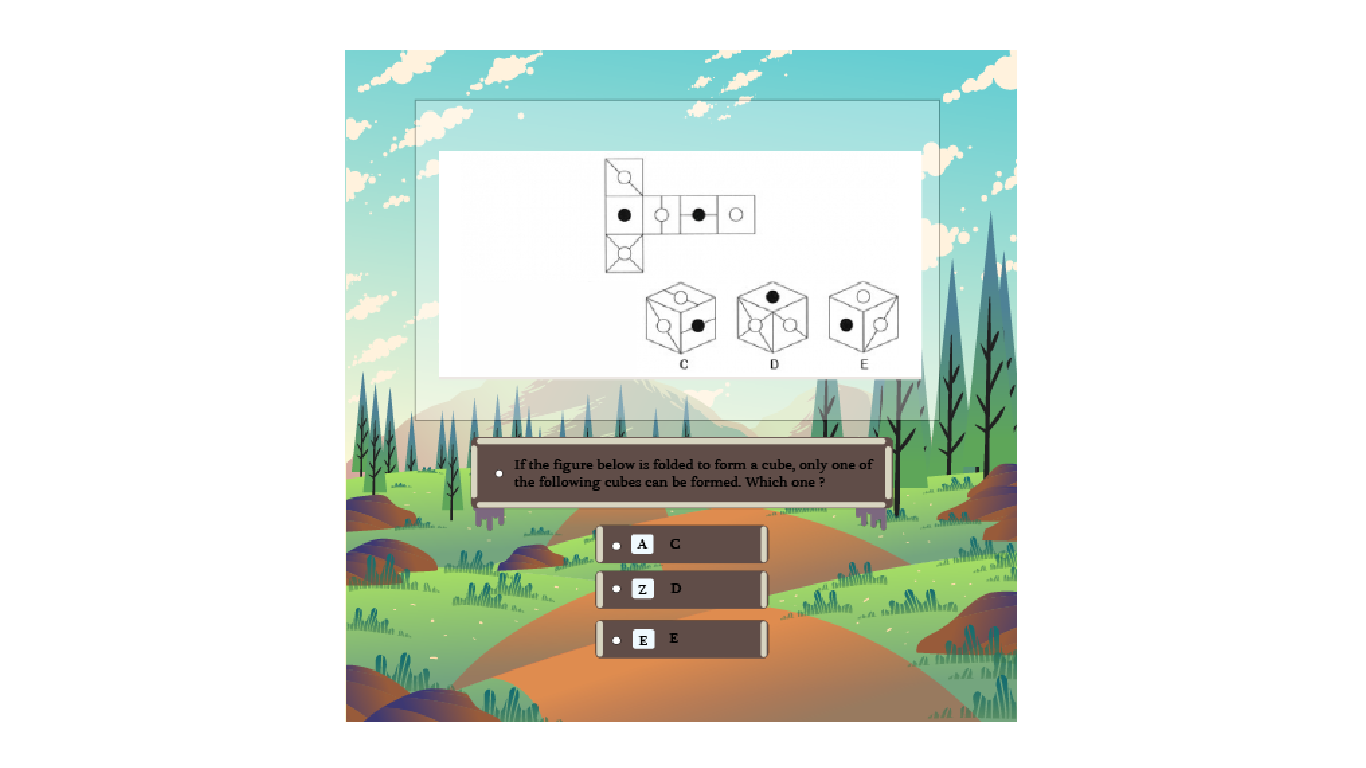 C D E
If the figure below is folded to form a cube, only one of
the following cubes can be formed. Which one ?
A C
Z D
E E